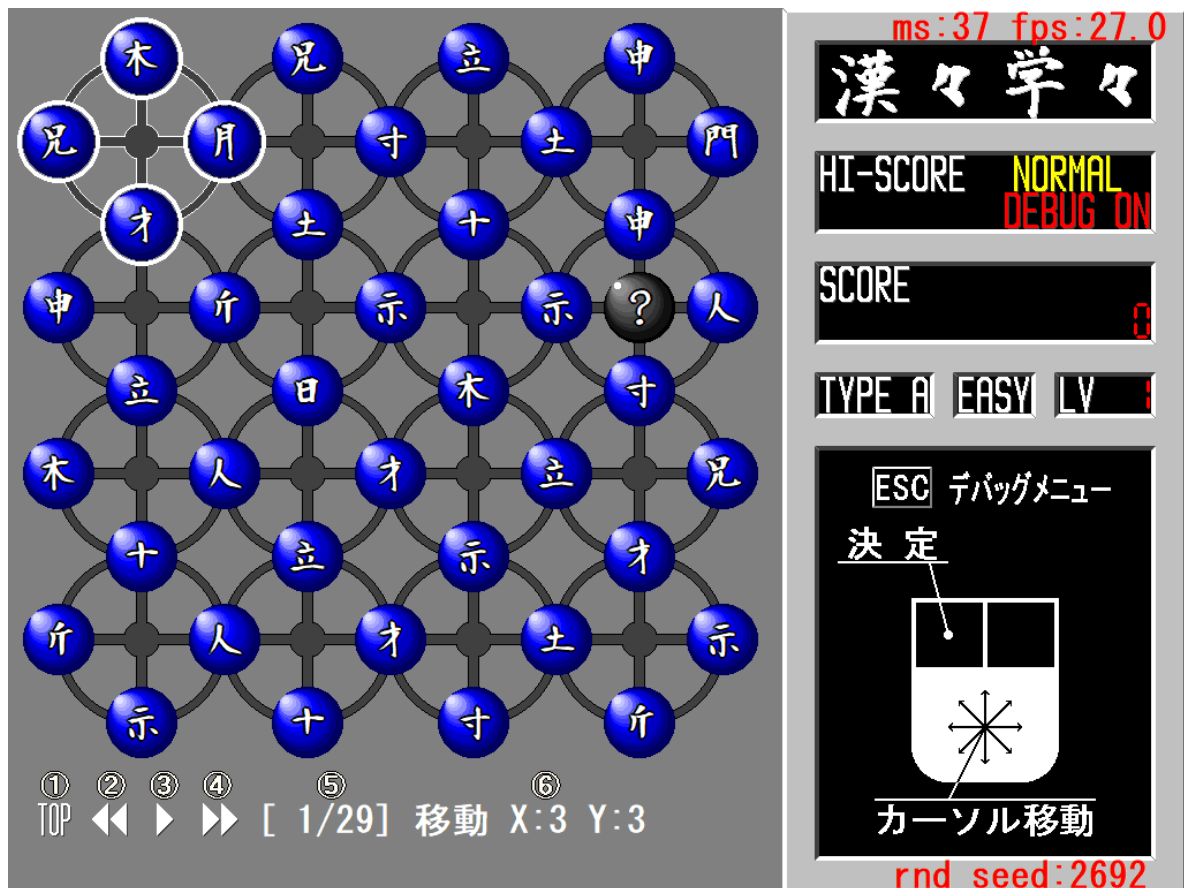 木 兄 立 申
兄 月 寸 土 門
才 土 十 申
申 斤 示 示 ? 人
立 日 木 寸
木 人 才 立 兄
十 立 示 才
斤 人 才 土 示
示 十 寸 斤
① ② ③ ④ ⑤ ⑥
TOP [ 1/29] 移動 X:3 Y:3
ms:37 fps:27.0
漢々学々
HI-SCORE NORMAL
DEBUG ON
SCORE
0
TYPE A EASY LV 1
ESC デバッグメニュー
決 定
カーソル移動
rnd seed:2692